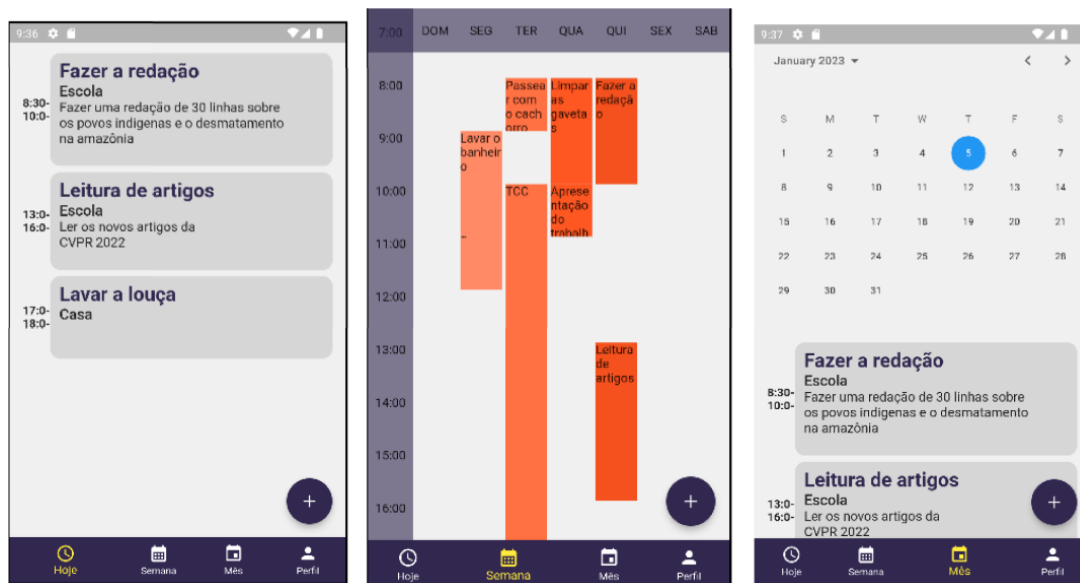 9:36
Fazer a redação
Escola
8:30-
10:0-
Fazer uma redação de 30 linhas sobre
os povos indigenas e o desmatamento
na amazônia
Leitura de artigos
Escola
13:0-
16:0-
Ler os novos artigos da
CVPR 2022
Lavar a louça
17:0-
18:0-
Casa
+
Hoje
Semana
Mês
Perfil
7:00 DOM SEG TER QUA QUI SEX SAB
8:00
9:00
10:00
11:00
12:00
13:00
14:00
15:00
16:00
Lavar o
banheir
o
Passea
r com
o cach
orro
TCC
Limpar
as
gaveta
s
Aprese
ntação
do
trabalh
Fazer a
redaçã
o
Leitura
de
artigos
+
Hoje
Semana
Mês
Perfil
9:37
January 2023
S M T W T F S
1 2 3 4 5 6 7
8 9 10 11 12 13 14
15 16 17 18 19 20 21
22 23 24 25 26 27 28
29 30 31
Fazer a redação
Escola
8:30-
10:0-
Fazer uma redação de 30 linhas sobre
os povos indigenas e o desmatamento
na amazônia
Leitura de artigos
Escola
13:0-
16:0-
Ler os novos artigos da
CVPR 2022
+
Hoje
Semana
Mês
Perfil